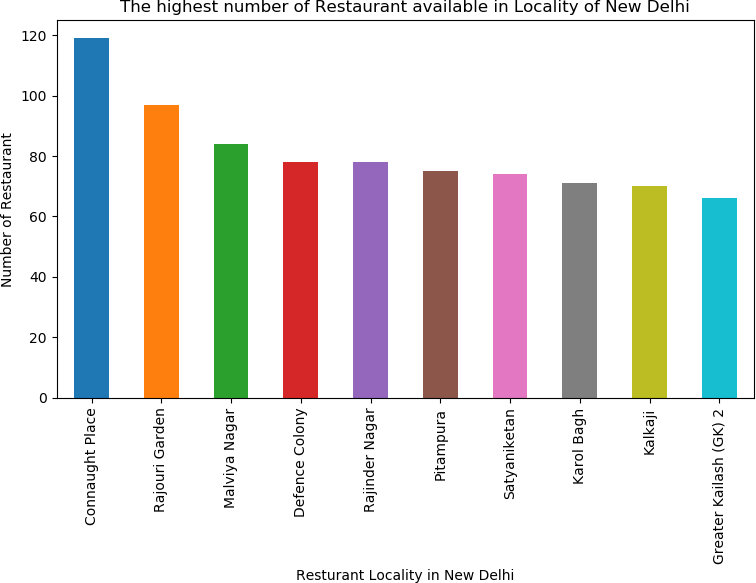 The highest number of Restaurant available in Locality of New Delhi
Number of Restaurant
120
100
80
60
40
20
0
Connaught Place
Rajouri Garden
Malviya Nagar
Defence Colony
Rajinder Nagar
Pitampura
Satyaniketan
Karol Bagh
Kalkaji
Greater Kailash (GK) 2
Resturant Locality in New Delhi